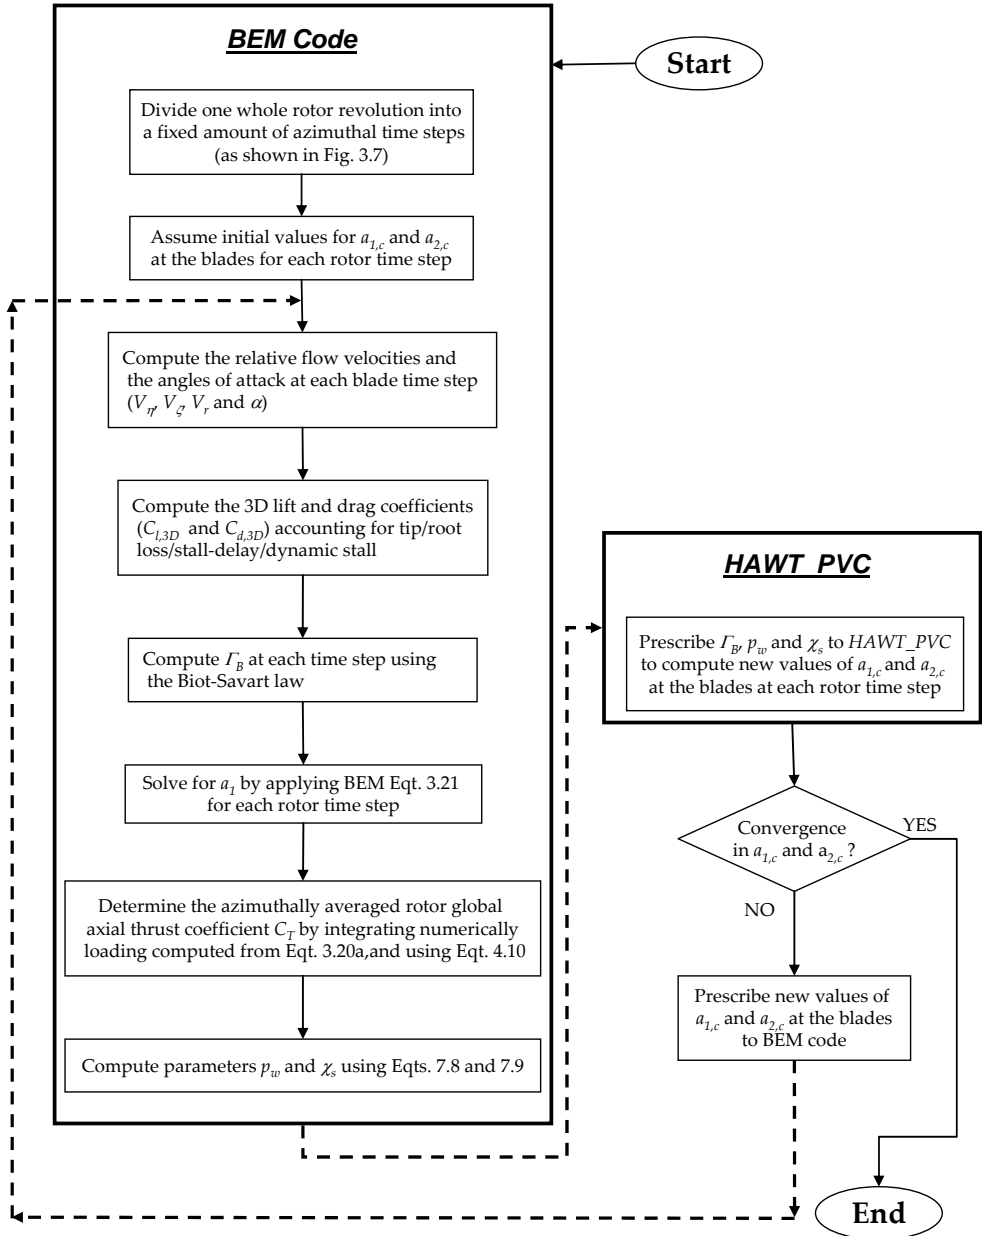 BEM Code
Start
Divide one whole rotor revolution into
a fixed amount of azimuthal time steps
(as shown in Fig. 3.7)
Assume initial values for a1,c and a2,c
at the blades for each rotor time step
Compute the relative flow velocities and
the angles of attack at each blade time step
(Vη, Vζ, Vr and α)
Compute the 3D lift and drag coefficients
(Cl,3D and Cd,3D) accounting for tip/root
loss/stall-delay/dynamic stall
Compute ΓB at each time step using
the Biot-Savart law
Solve for a1 by applying BEM Eqt. 3.21
for each rotor time step
Determine the azimuthally averaged rotor global
axial thrust coefficient CT by integrating numerically
loading computed from Eqt. 3.20a,and using Eqt. 4.10
Compute parameters pw and χs using Eqts. 7.8 and 7.9
HAWT_PVC
Prescribe ΓB, pw and χs to HAWT_PVC
to compute new values of a1,c and a2,c
at the blades at each rotor time step
Convergence
in a1,c and a2,c ?
YES
NO
Prescribe new values of
a1,c and a2,c at the blades
to BEM code
End